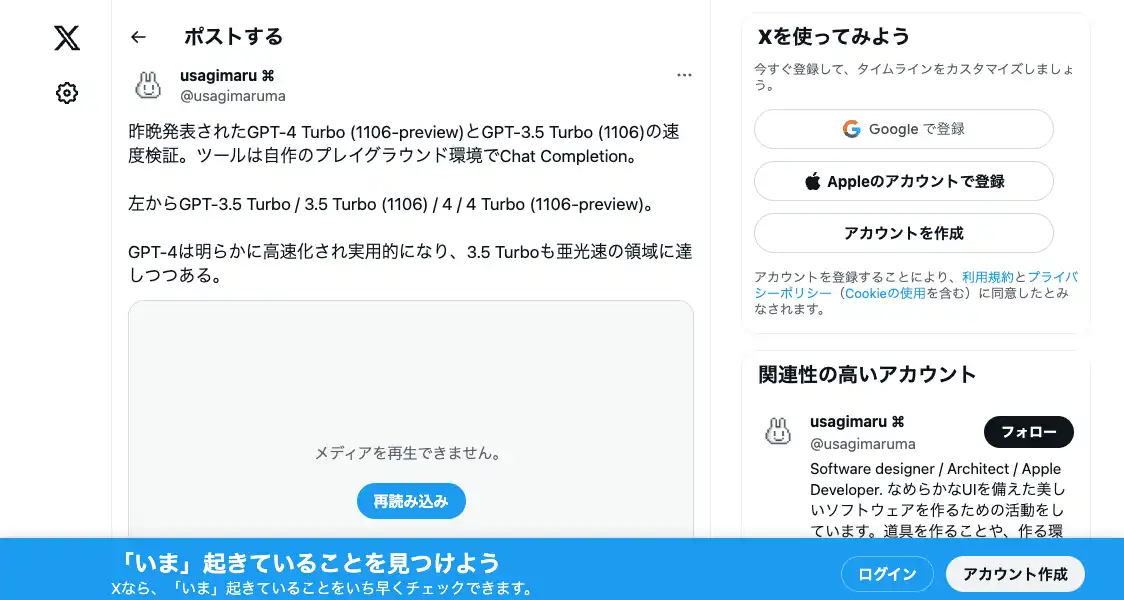 ポストする
usagimaru ⌘
@usagimaruma
昨晩発表されたGPT-4 Turbo (1106-preview)とGPT-3.5 Turbo (1106)の速
度検証。ツールは自作のプレイグラウンド環境でChat Completion。
左からGPT-3.5 Turbo / 3.5 Turbo (1106) / 4 / 4 Turbo (1106-preview)。
GPT-4は明らかに高速化され実用的になり、3.5 Turboも亜光速の領域に達
しつつある。
メディアを再生できません。
再読み込み
Xを使ってみよう
今すぐ登録して、タイムラインをカスタマイズしましょ
う。
Google で登録
Appleのアカウントで登録
アカウントを作成
アカウントを登録することにより、利用規約とプライバ
シーポリシー（Cookieの使用を含む）に同意したとみ
なされます。
関連性の高いアカウント
usagimaru ⌘
@usagimaruma
フォロー
Software designer / Architect / Apple
Developer. なめらかなUIを備えた美し
いソフトウェアを作るための活動をし
ています。道具を作ることや、作る環
「いま」起きていることを見つけよう
Xなら、「いま」起きていることをいち早くチェックできます。
ログイン
アカウント作成